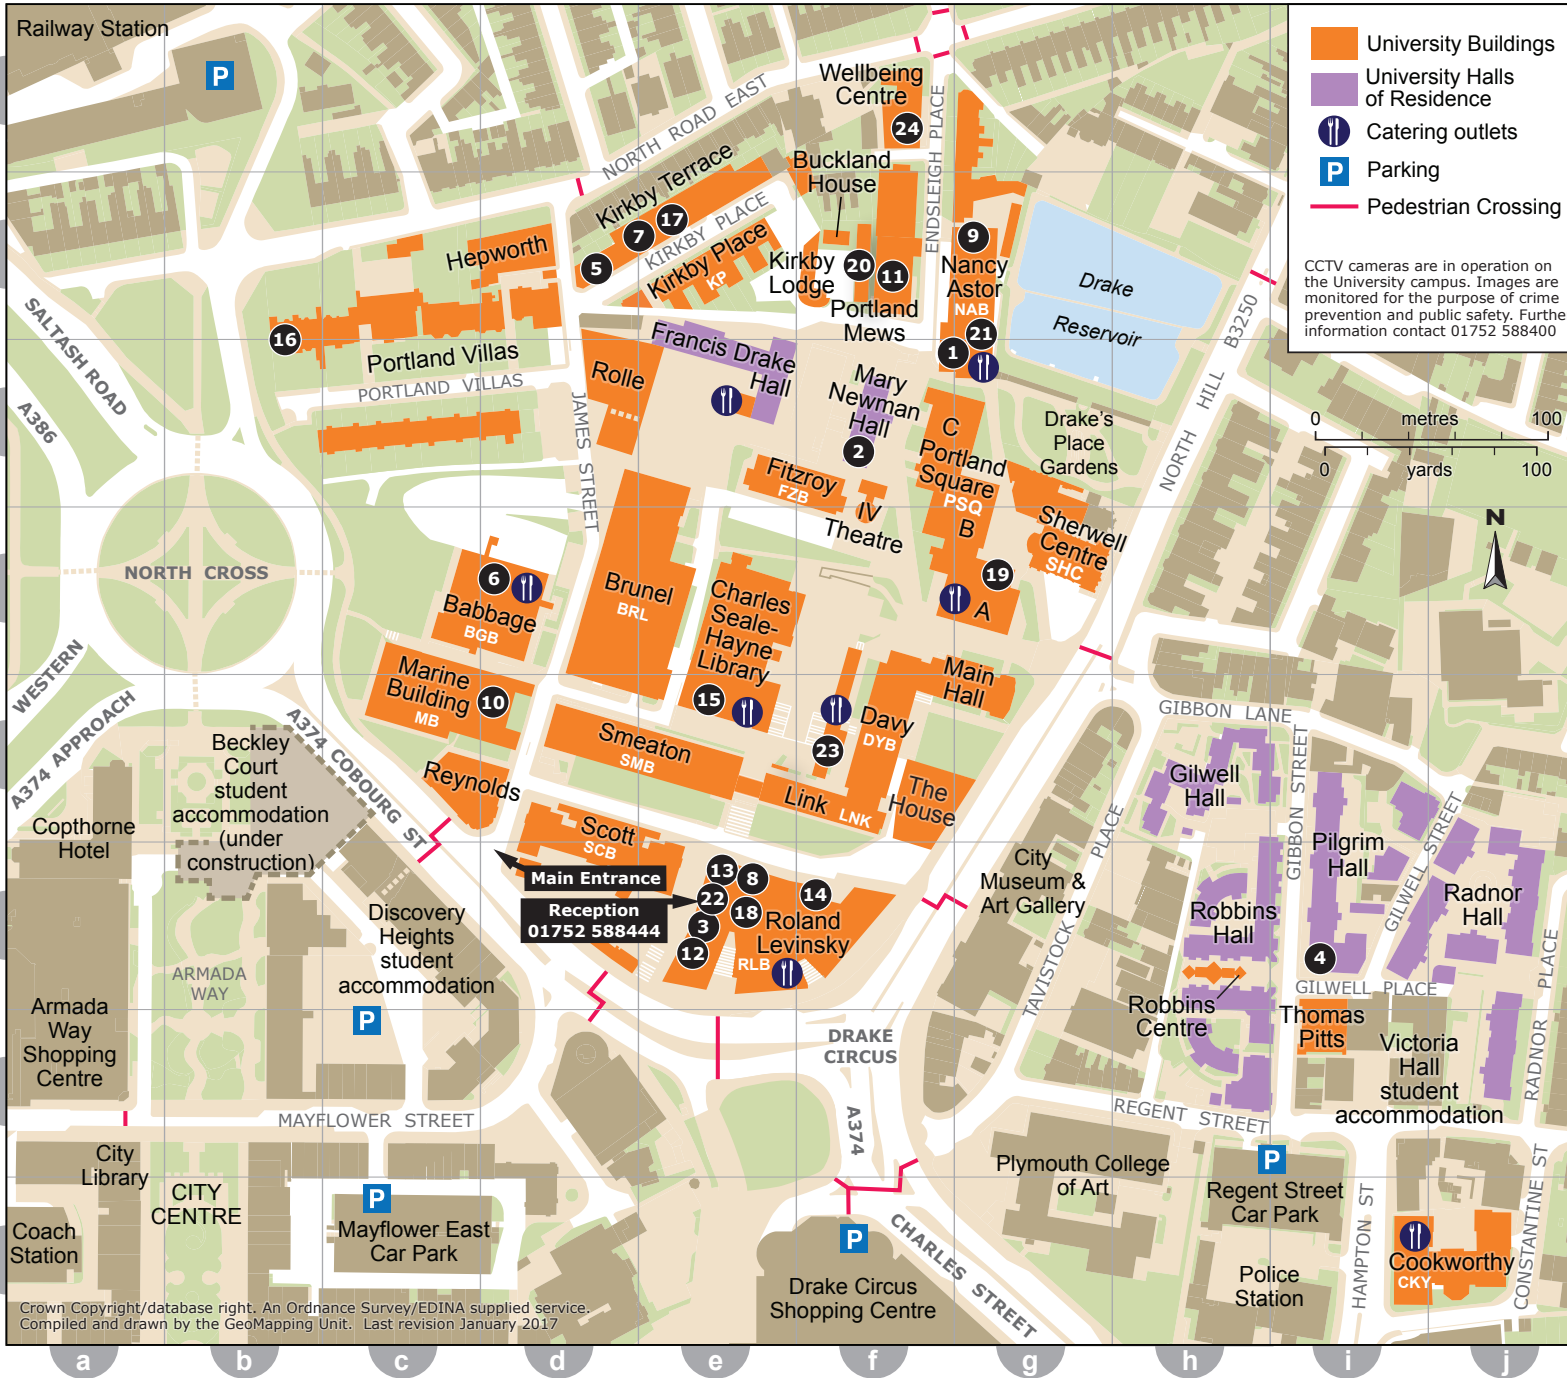 Railway Station
P
Wellbeing
Centre
24
ENDSLEIGH PLACE
NORTH ROAD EAST
Buckland
House
Kirkby Terrace
17
7
5
KIRKBY PLACE
Kirkby Place
KP
Kirkby
Lodge
20
11
Portland
Mews
9
Nancy
Astor
NAB
21
1
Drake
Reservoir
University Buildings
University Halls
of Residence
Catering outlets
P
Parking
Pedestrian Crossing
CCTV cameras are in operation on
the University campus. Images are
monitored for the purpose of crime
prevention and public safety. Furthe
information contact 01752 588400
Hepworth
16
Portland Villas
PORTLAND VILLAS
SALTASH ROAD
A386
Rolle
Francis Drake
Hall
JAMES STREET
Mary
Newman
Hall
2
C
Portland
Square
PSQ
B
19
A
Drake's
Place
Gardens
NORTH HILL B3250
0 metres 100
0 yards 100
N
Fitzroy
FZB
IV
Theatre
Sherwell
Centre
SHC
NORTH CROSS
6
Babbage
BGB
Brunel
BRL
Charles
Seale-
Hayne
Library
15
Marine
Building
MB
10
WESTERN
A374 APPROACH
A374 COBOURG ST
Main
Hall
Davy
DYB
23
Smeaton
SMB
Link
LNK
The
House
Reynolds
Scott
SCB
Beckley
Court
student
accommodation
(under
construction)
Copthorne
Hotel
GIBBON LANE
GIBBON STREET
Gilwell
Hall
Pilgrim
Hall
GILWELL STREET
Radnor
Hall
TAVISTOCK PLACE
City
Museum &
Art Gallery
Robbins
Hall
4
GILWELL PLACE
Robbins
Centre
Thomas
Pitts
Victoria
Hall
student
accommodation
RADNOR PLACE
Main Entrance
Reception
01752 588444
13
8
22
18
3
12
14
Roland
Levinsky
RLB
Discovery
Heights
student
accommodation
P
ARMADA
WAY
Armada
Way
Shopping
Centre
DRAKE
CIRCUS
A374
MAYFLOWER STREET
REGENT STREET
City
Library
CITY
CENTRE
Coach
Station
P
Mayflower East
Car Park
Plymouth College
of Art
P
Regent Street
Car Park
P
Drake Circus
Shopping Centre
CHARLES STREET
Police
Station
HAMPTON ST
Cookworthy
CKY
CONSTANTINE ST
Crown Copyright/database right. An Ordnance Survey/EDINA supplied service.
Compiled and drawn by the GeoMapping Unit. Last revision January 2017
a b c d e f g h i j